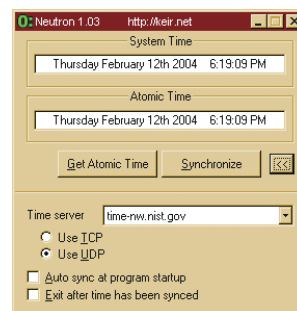 Neutron 1.03 http://keir.net
System Time
Thursday February 12th 2004 6:19:09 PM
Atomic Time
Thursday February 12th 2004 6:19:09 PM
Get Atomic Time Synchronize <<
Time server time-nw.nist.gov
Use TCP
Use UDP
Auto sync at program startup
Exit after time has been synced